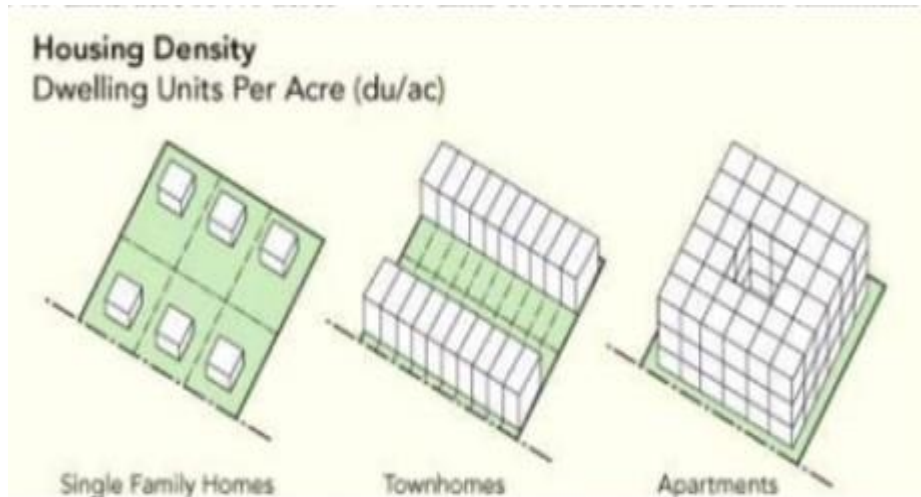 Housing Density
Dwelling Units Per Acre (du/ac)
Single Family Homes
Townhomes
Apartments